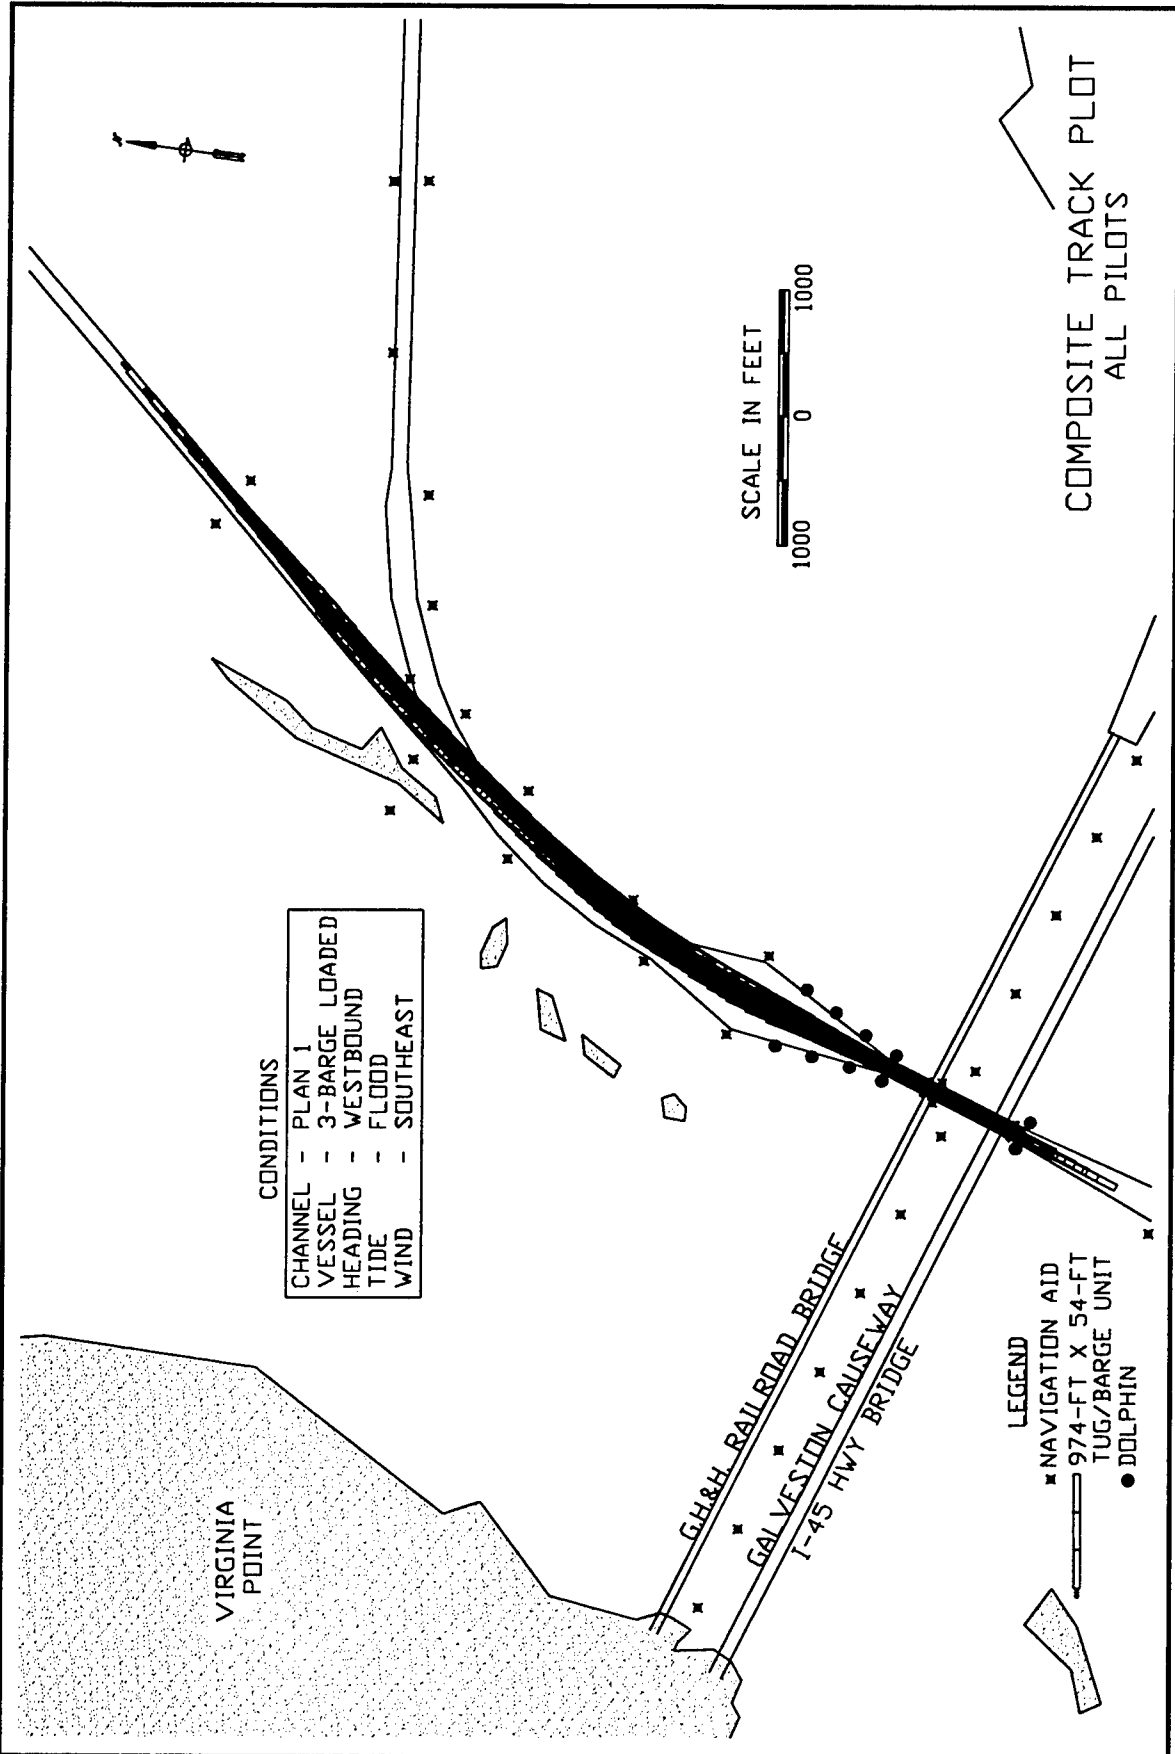 VIRGINIA
POINT
CONDITIONS
CHANNEL - PLAN 1
VESSEL - 3-BARGE LOADED
HEADING - WESTBOUND
TIDE - FLOOD
WIND - SOUTHEAST
N
G.H.&H. RAILROAD BRIDGE
GALVESTON CAUSEWAY
I-45 HWY BRIDGE
SCALE IN FEET
1000 0 1000
LEGEND
NAVIGATION AID
974-FT X 54-FT
TUG/BARGE UNIT
DOLPHIN
COMPOSITE TRACK PLOT
ALL PILOTS